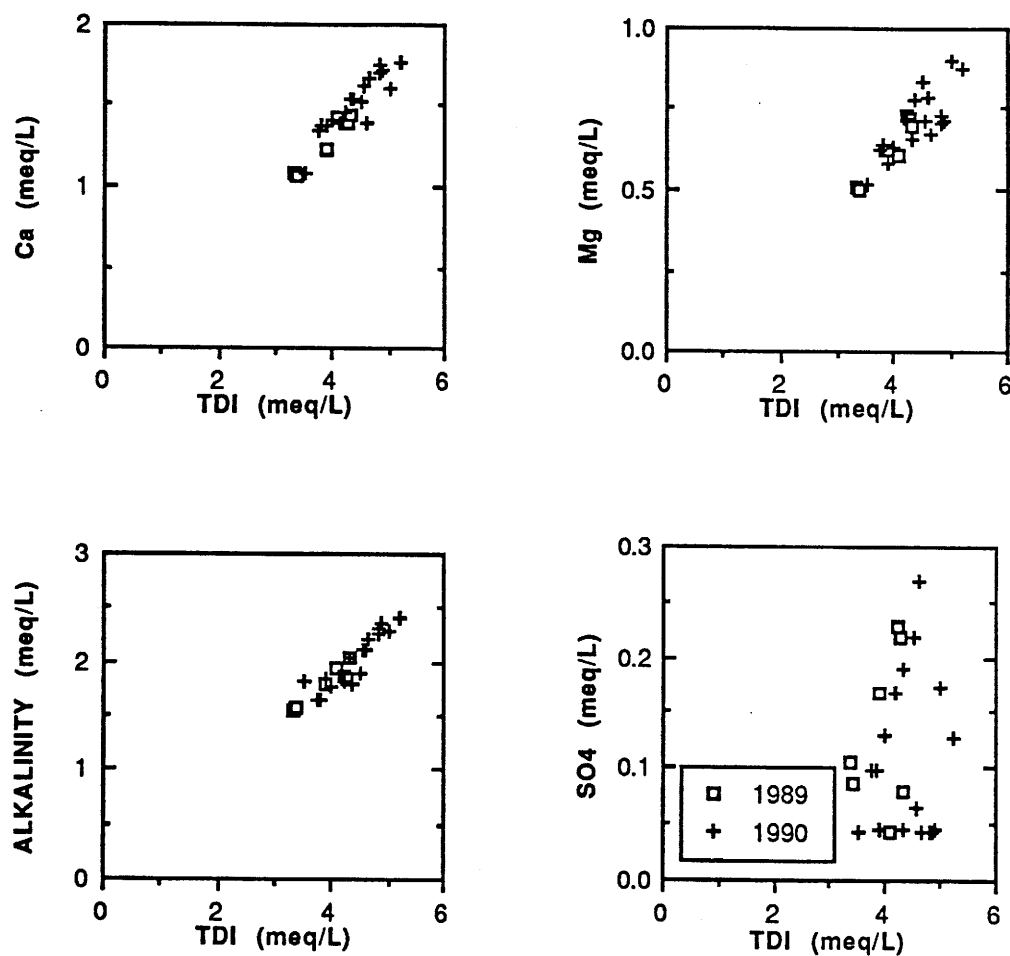 2
1
0
Ca (meq/L)
0 2 4 6
TDI (meq/L)
1.0
0.5
0.0
Mg (meq/L)
0 2 4 6
TDI (meq/L)
3
2
1
0
ALKALINITY (meq/L)
0 2 4 6
TDI (meq/L)
0.3
0.2
0.1
0.0
SO4 (meq/L)
1989
1990
0 2 4 6
TDI (meq/L)